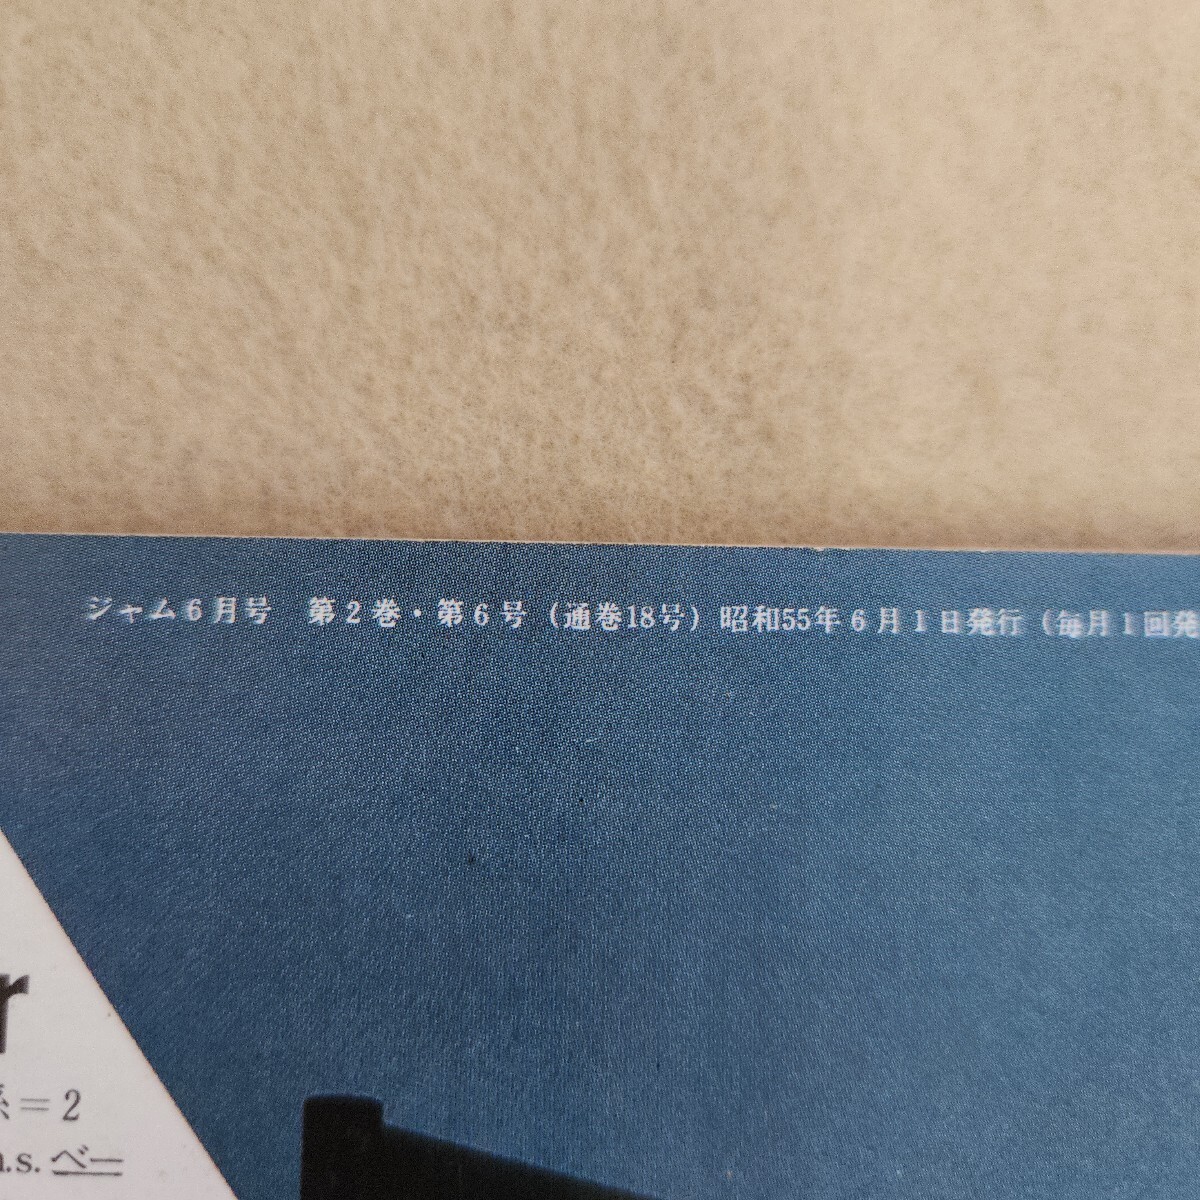 ジャム6月号　第2巻・第6号（通巻18号）昭和55年6月1日発行（毎月1回発
r
系＝2
n.s. ベー